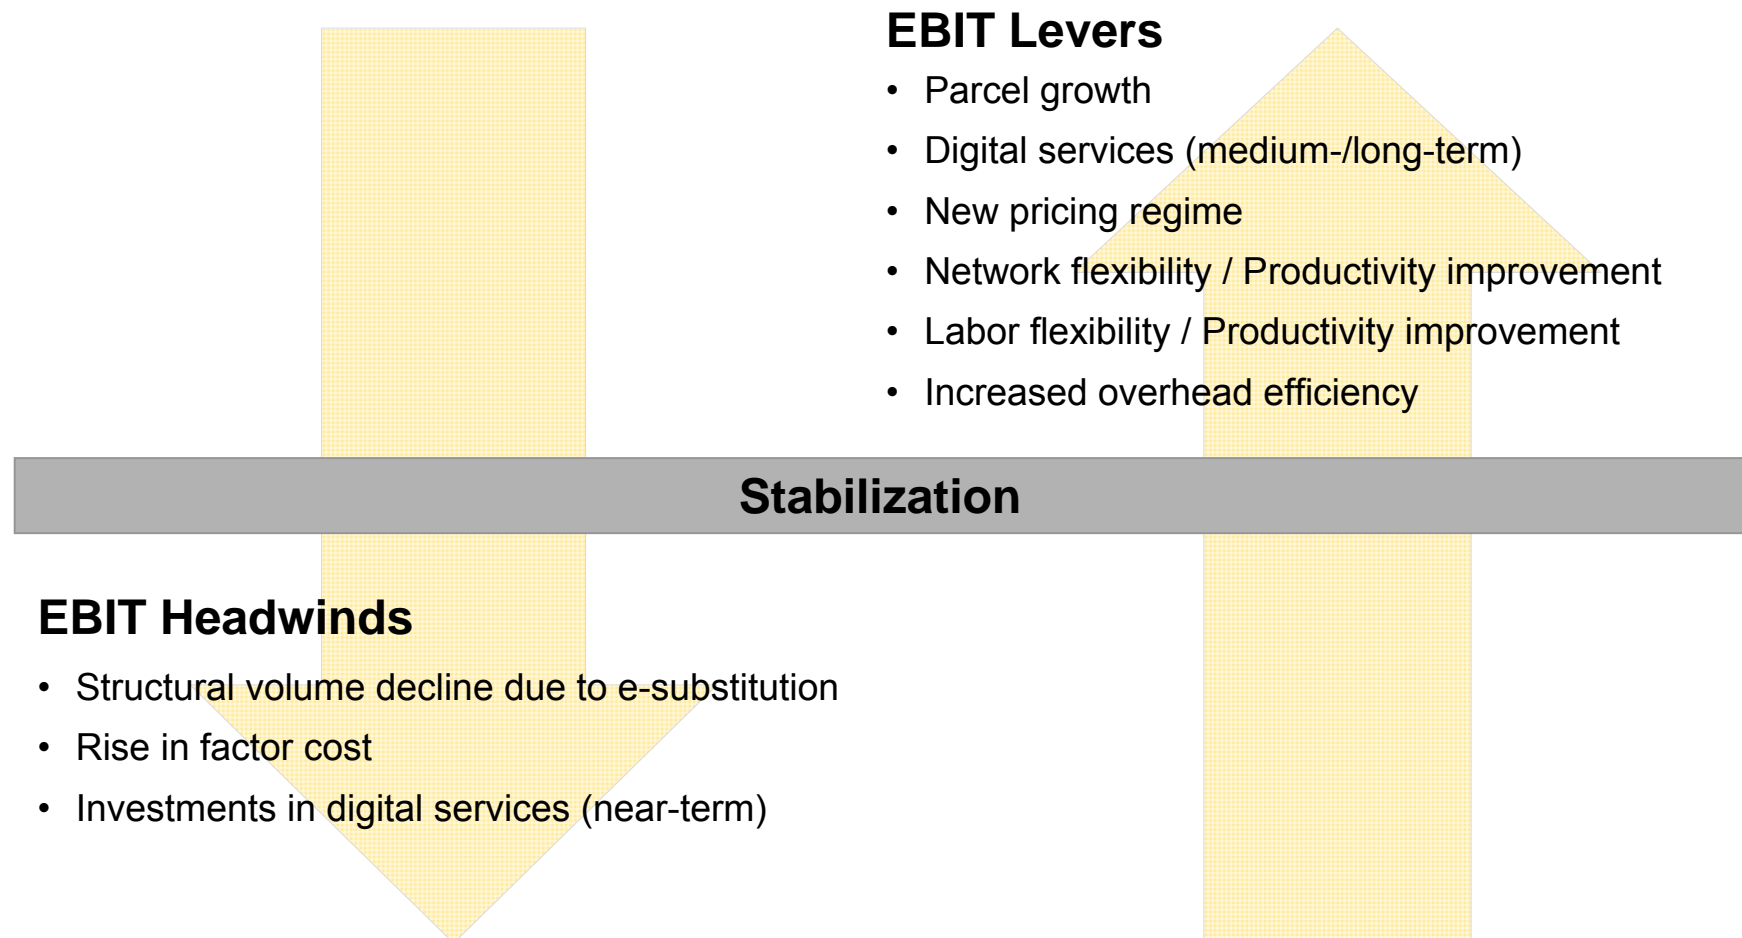 EBIT Levers
• Parcel growth
• Digital services (medium-/long-term)
• New pricing regime
• Network flexibility / Productivity improvement
• Labor flexibility / Productivity improvement
• Increased overhead efficiency
Stabilization
EBIT Headwinds
• Structural volume decline due to e-substitution
• Rise in factor cost
• Investments in digital services (near-term)